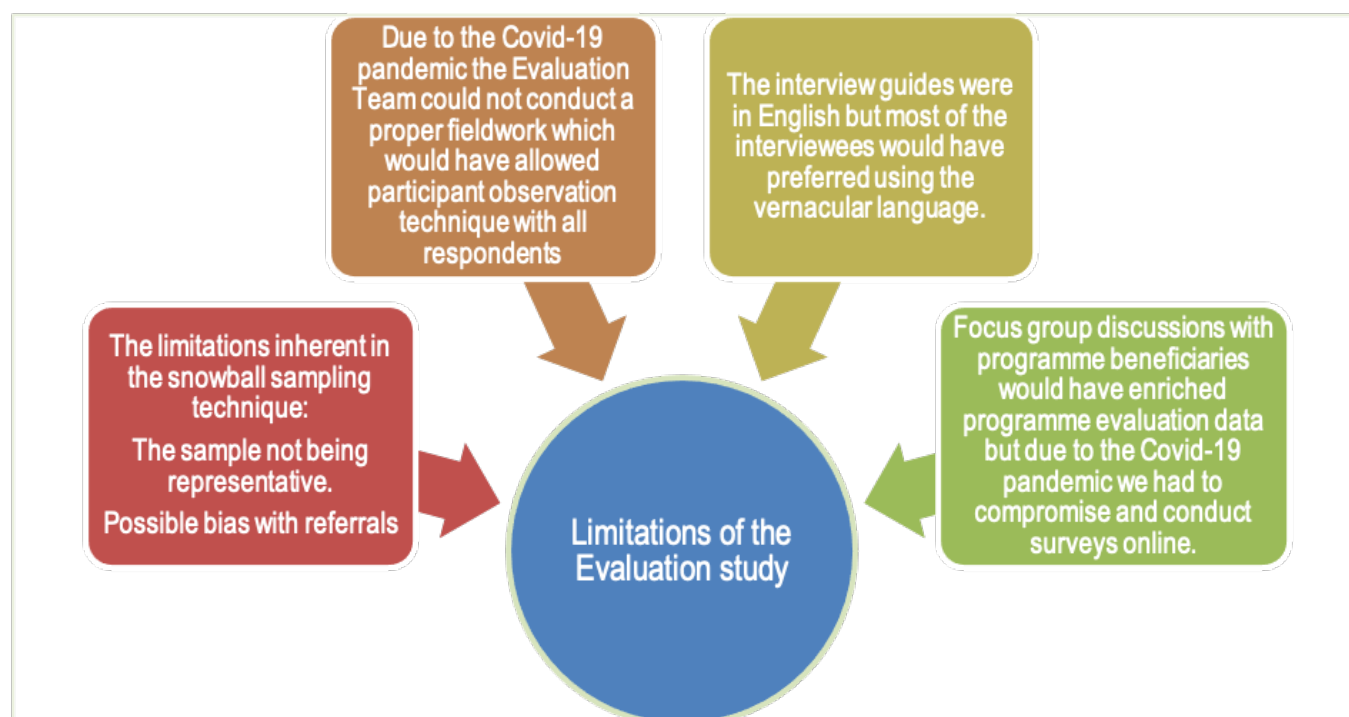 Due to the Covid-19
pandemic the Evaluation
Team could not conduct a
proper fieldwork which
would have allowed
participant observation
technique with all
respondents
The interview guides were
in English but most of the
interviewees would have
preferred using the
vernacular language.
The limitations inherent in
the snowball sampling
technique:
The sample not being
representative.
Possible bias with referrals
Focus group discussions with
programme beneficiaries
would have enriched
programme evaluation data
but due to the Covid-19
pandemic we had to
compromise and conduct
surveys online.
Limitations of the
Evaluation study